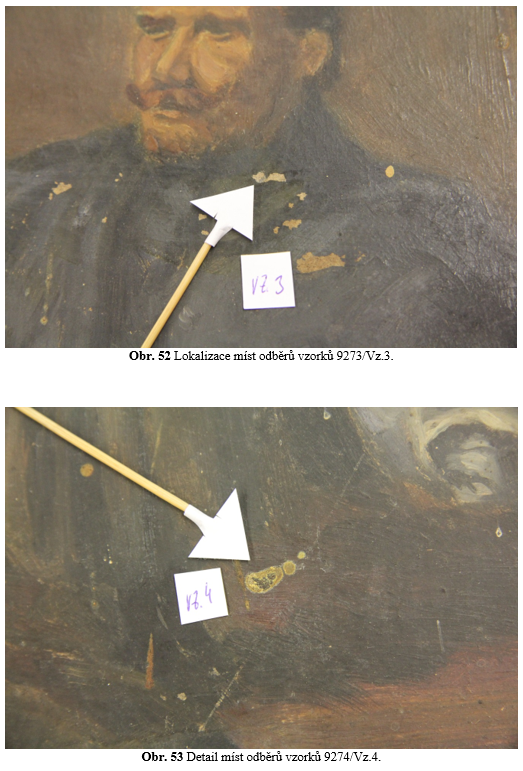 vz.3
Obr. 52 Lokalizace míst odběrů vzorků 9273/Vz.3.
vz.4
Obr. 53 Detail míst odběrů vzorků 9274/Vz.4.